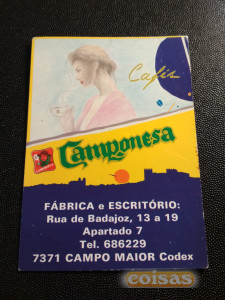 Cafés
Camponesa
FÁBRICA e ESCRITÓRIO:
Rua de Badajoz, 13 a 19
Apartado 7
Tel. 686229
7371 CAMPO MAIOR Codex
coisas